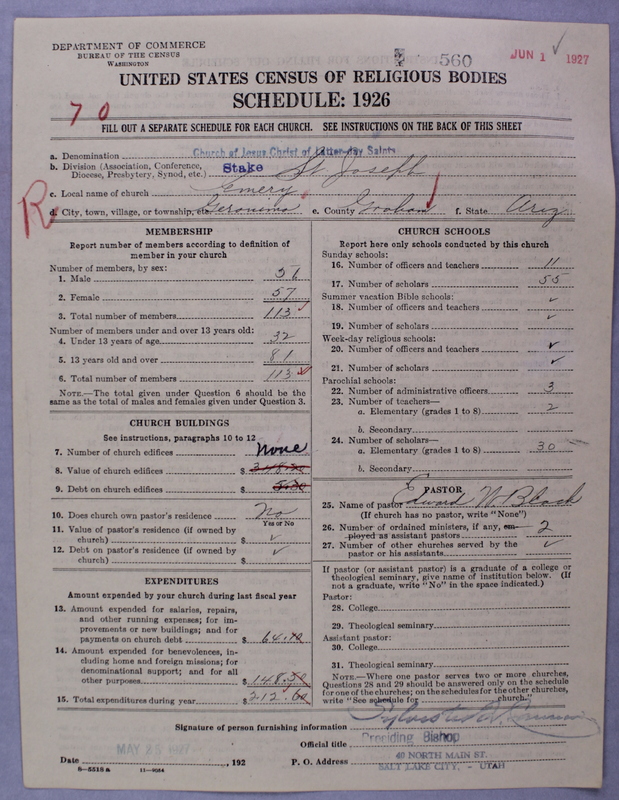 DEPARTMENT OF COMMERCE
BUREAU OF THE CENSUS
WASHINGTON
560
JUN 1 1927
UNITED STATES CENSUS OF RELIGIOUS BODIES
SCHEDULE: 1926
7 0
FILL OUT A SEPARATE SCHEDULE FOR EACH CHURCH. SEE INSTRUCTIONS ON THE BACK OF THIS SHEET
a. Denomination Church of Jesus Christ of Latter-day Saints
b. Division (Association, Conference, Diocese, Presbytery, Synod, etc.) Stake St Joseph
c. Local name of church Emery
R
d. City, town, village, or township, etc. Geronimo e. County Graham f. State Ariz
MEMBERSHIP
Report number of members according to definition of
member in your church
Number of members, by sex:
1. Male
2. Female 57
3. Total number of members 113 ✓
Number of members under and over 13 years old:
4. Under 13 years of age 32
5. 13 years old and over 81
6. Total number of members 113 ✓
NOTE.—The total given under Question 6 should be
same as the total of males and females given under Question 3.
CHURCH BUILDINGS
See instructions, paragraphs 10 to 12
7. Number of church edifices None
8. Value of church edifices $
9. Debt on church edifices $
10. Does church own pastor's residence? No
Yes or No
11. Value of pastor's residence (if owned by
church) $ ✓
12. Debt on pastor's residence (if owned by
church) $ ✓
EXPENDITURES
Amount expended by your church during last fiscal year
13. Amount expended for salaries, repairs,
and other running expenses; for im-
provements or new buildings; and for
payments on church debt $ 64.10
14. Amount expended for benevolences, in-
cluding home and foreign missions; for
denominational support; and for all
other purposes $ 148.50
15. Total expenditures during year $ 212.60
CHURCH SCHOOLS
Report here only schools conducted by this church
Sunday schools:
16. Number of officers and teachers 11
17. Number of scholars 55
Summer vacation Bible schools:
18. Number of officers and teachers ✓
19. Number of scholars ✓
Week-day religious schools:
20. Number of officers and teachers ✓
21. Number of scholars ✓
Parochial schools:
22. Number of administrative officers 3
23. Number of teachers—
a. Elementary (grades 1 to 8) 2
b. Secondary
24. Number of scholars—
a. Elementary (grades 1 to 8) 30
b. Secondary
PASTOR
25. Name of pastor Edward W. Black
(If church has no pastor, write "None")
26. Number of ordained ministers, if any, em-
ployed as assistant pastors 2
27. Number of other churches served by the
pastor or his assistants ✓
If pastor (or assistant pastor) is a graduate of a college or
theological seminary, give name of institution below. (If
not a graduate, write "No" in the space indicated.)
Pastor:
28. College
29. Theological seminary
Assistant pastor:
30. College
31. Theological seminary
NOTE.—Where one pastor serves two or more churches,
Questions 28 and 29 should be answered only on the schedule
for one of the churches; on the schedules for the other churches,
write "See schedule for church."
Signature of person furnishing information Sylvester Q. Cannon
Official title Presiding Bishop
MAY 25 1927
Date , 192 P. O. Address 40 NORTH MAIN ST.
SALT LAKE CITY, - UTAH
8—5518a 11—9554